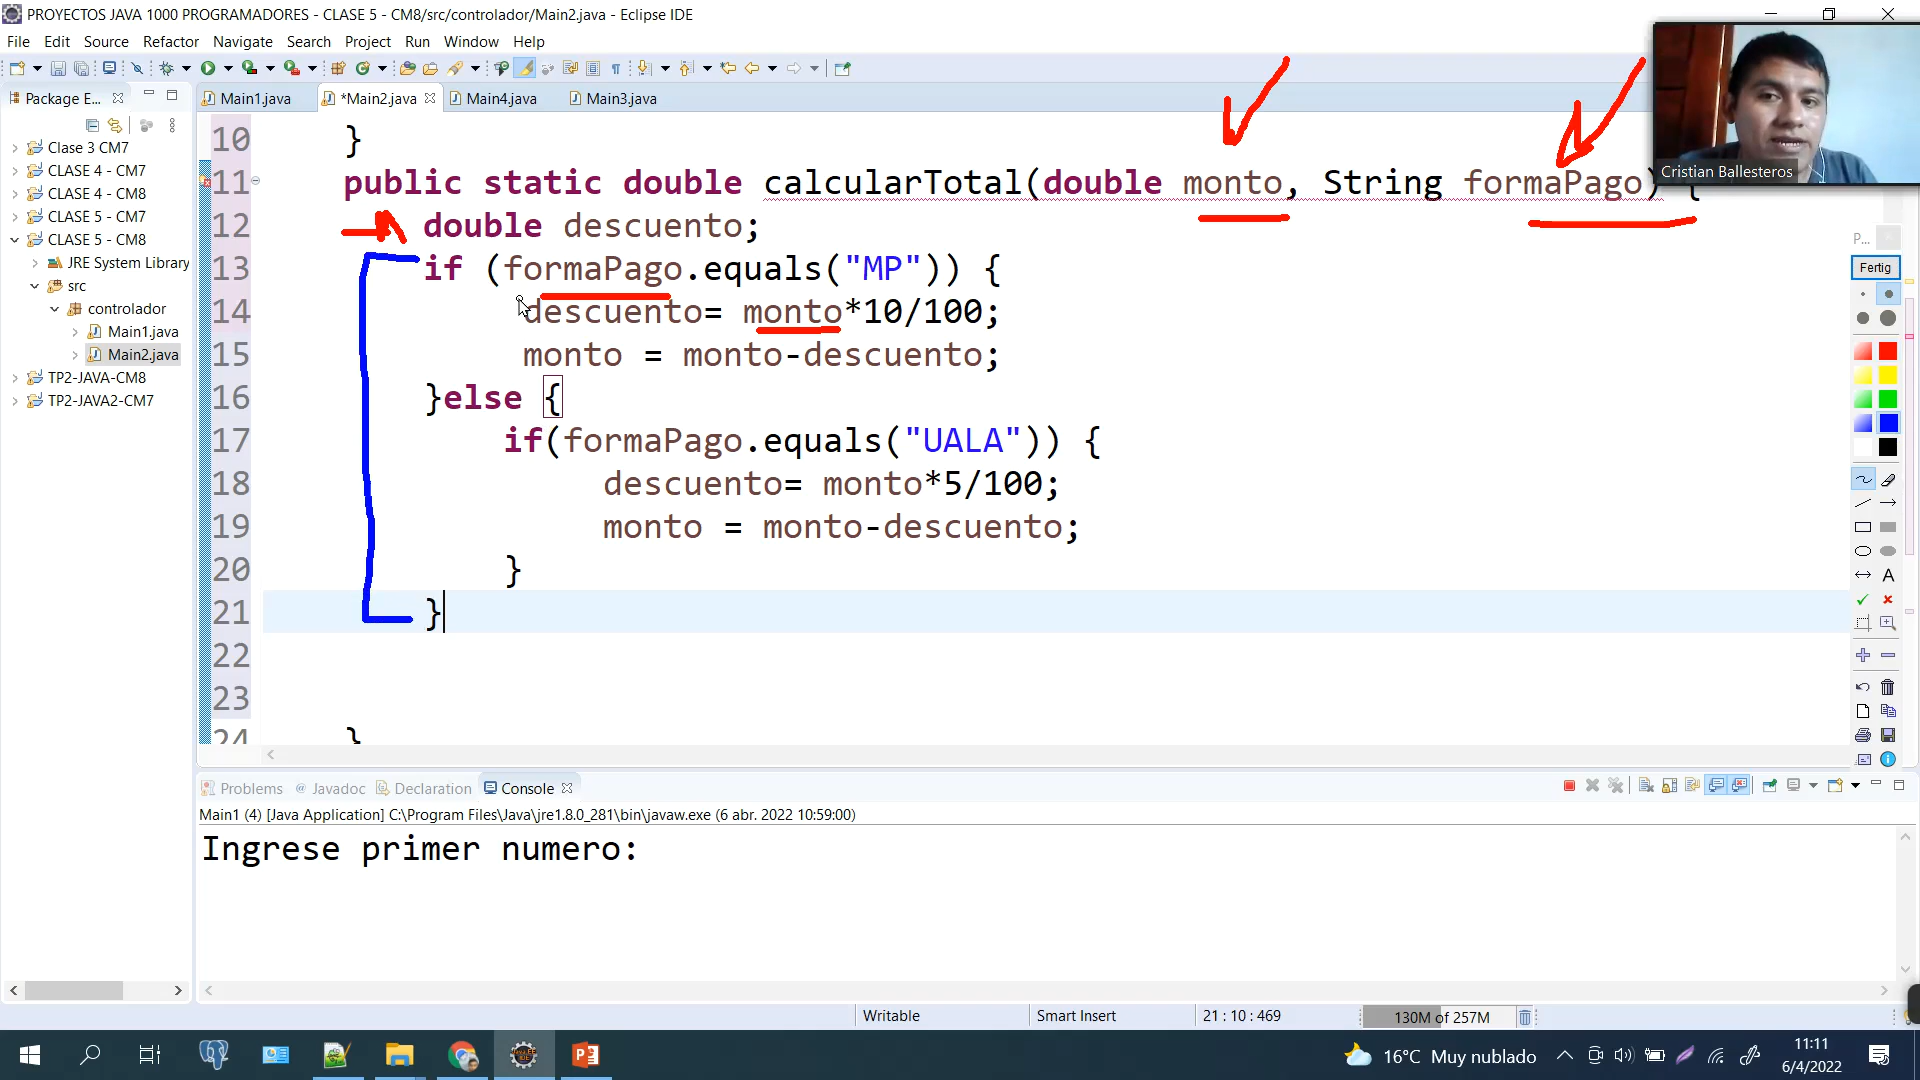 PROYECTOS JAVA 1000 PROGRAMADORES - CLASE 5 - CM8/src/controlador/Main2.java - Eclipse IDE
File Edit Source Refactor Navigate Search Project Run Window Help
Package E...
Main1.java *Main2.java Main4.java Main3.java
Clase 3 CM7
CLASE 4 - CM7
CLASE 4 - CM8
CLASE 5 - CM7
CLASE 5 - CM8
JRE System Library
src
controlador
Main1.java
Main2.java
TP2-JAVA-CM8
TP2-JAVA2-CM7
10 }
11 public static double calcularTotal(double monto, String formaPago) {
12 double descuento;
13 if (formaPago.equals("MP")) {
14 descuento= monto*10/100;
15 monto = monto-descuento;
16 }else {
17 if(formaPago.equals("UALA")) {
18 descuento= monto*5/100;
19 monto = monto-descuento;
20 }
21 }
22
23
24 }
Cristian Ballesteros
P...
Fertig
A
Problems @ Javadoc Declaration Console
Main1 (4) [Java Application] C:\Program Files\Java\jre1.8.0_281\bin\javaw.exe (6 abr. 2022 10:59:00)
Ingrese primer numero:
Writable Smart Insert 21 : 10 : 469 130M of 257M
16°C Muy nublado
11:11
6/4/2022